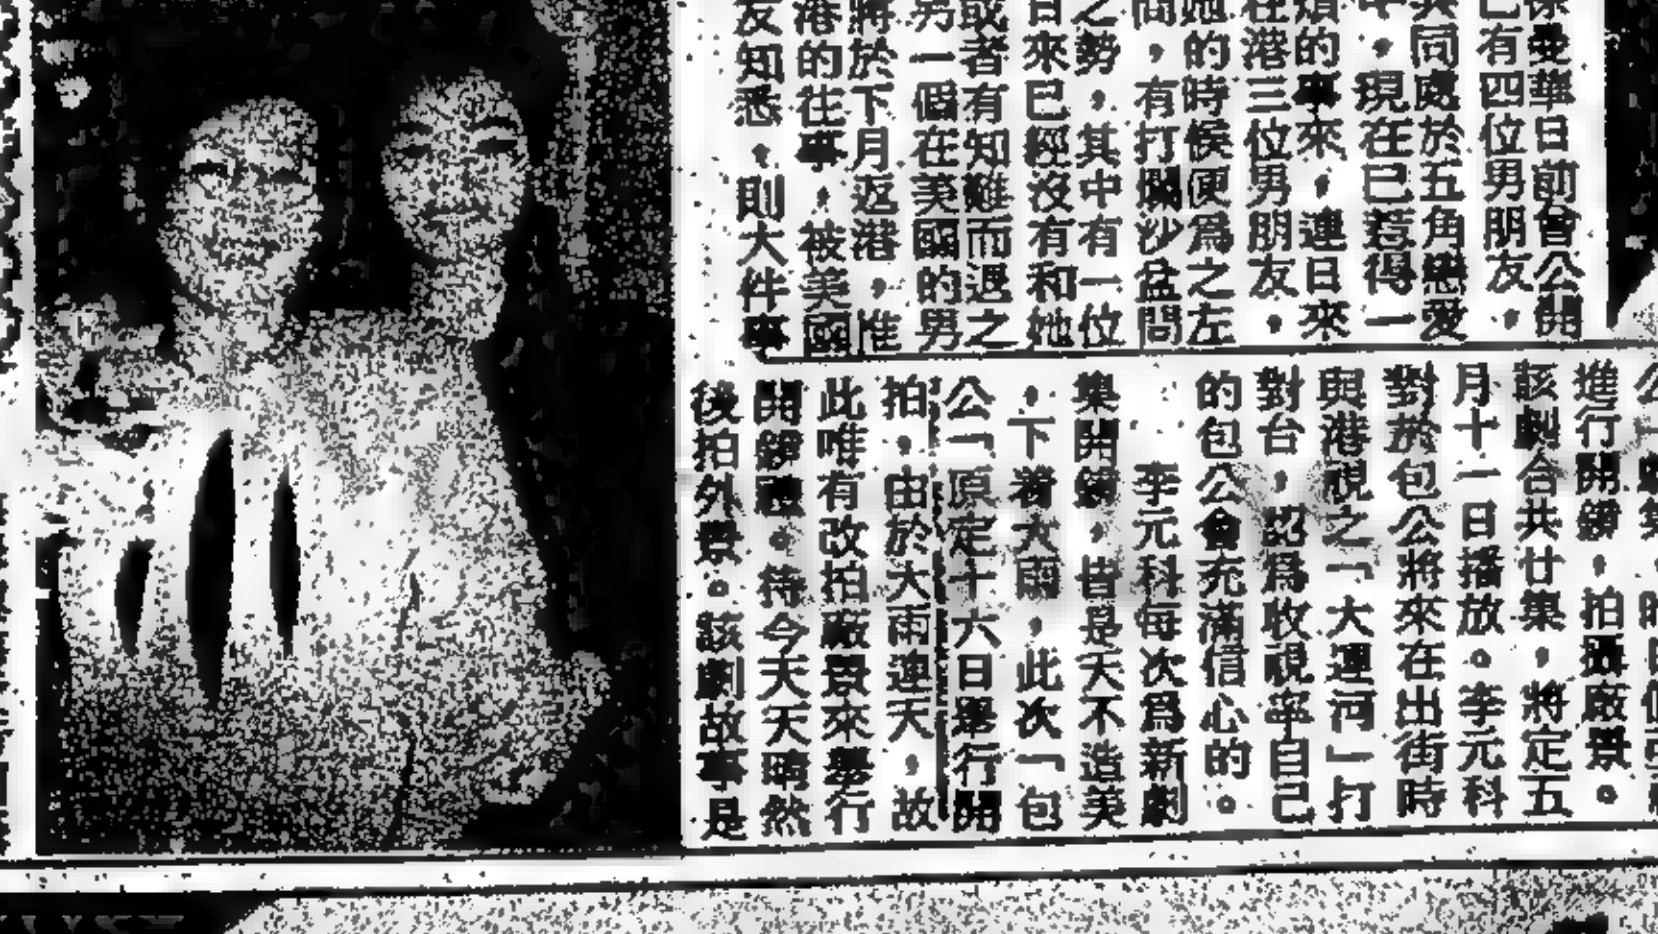 日前曾公開
已有四位男朋友，
共同處於五角戀愛
中，現在已惹得一
煩的事來，連日來
在港三位男朋友，
她的時候便爲之左
間，有打爛沙盆問
之勢，其中有一位
日來已經沒有和她
或者有知難而退之
另一個在美國的男
將於下月返港，惟
港的往事，被美國
友知悉，則大件事
進行開鏡，拍攝廠景。
該劇合共廿集，將定五
月十一日播放。李元科
對於包公將來在出街時
與港視之「大運河」打
對台，認爲收視率自己
的包公會充滿信心的。
李元科每次爲新劇
集開鏡，皆是天不造美
，下着大雨，此次「包
公」原定十六日舉行開
拍，由於大雨連天，故
此唯有改拍廠景來舉行
開鏡禮。待今天天晴然
後拍外景。該劇故事是